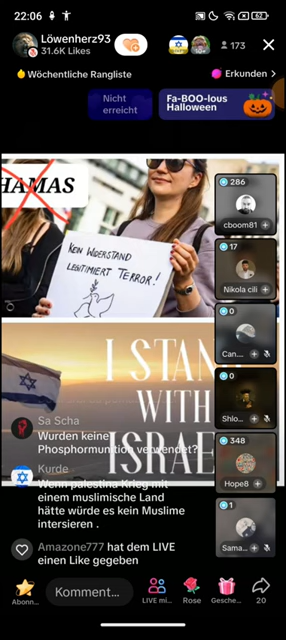 22:06
62
Löwenherz93
31.6K Likes
173
Wöchentliche Rangliste
Erkunden >
Nicht
erreicht
Fa-BOO-lous
Halloween
HAMAS
KEIN WIDERSTAND
LEGITIMIERT TERROR!
286
cboom81
17
Nikola cili
0
Can....
0
Shlo...
348
Hope8
1
Sama...
I STAN
WITH
ISRAE
Sa Scha
Wurden keine
Phosphormunition verwendet?
Kurde
Wenn palestina Krieg mit
einem muslimische Land
hätte würde es kein Muslime
intersieren .
Amazone777 hat dem LIVE
einen Like gegeben
Abonn...
Komment...
LIVE mi...
Rose
Gesche...
20